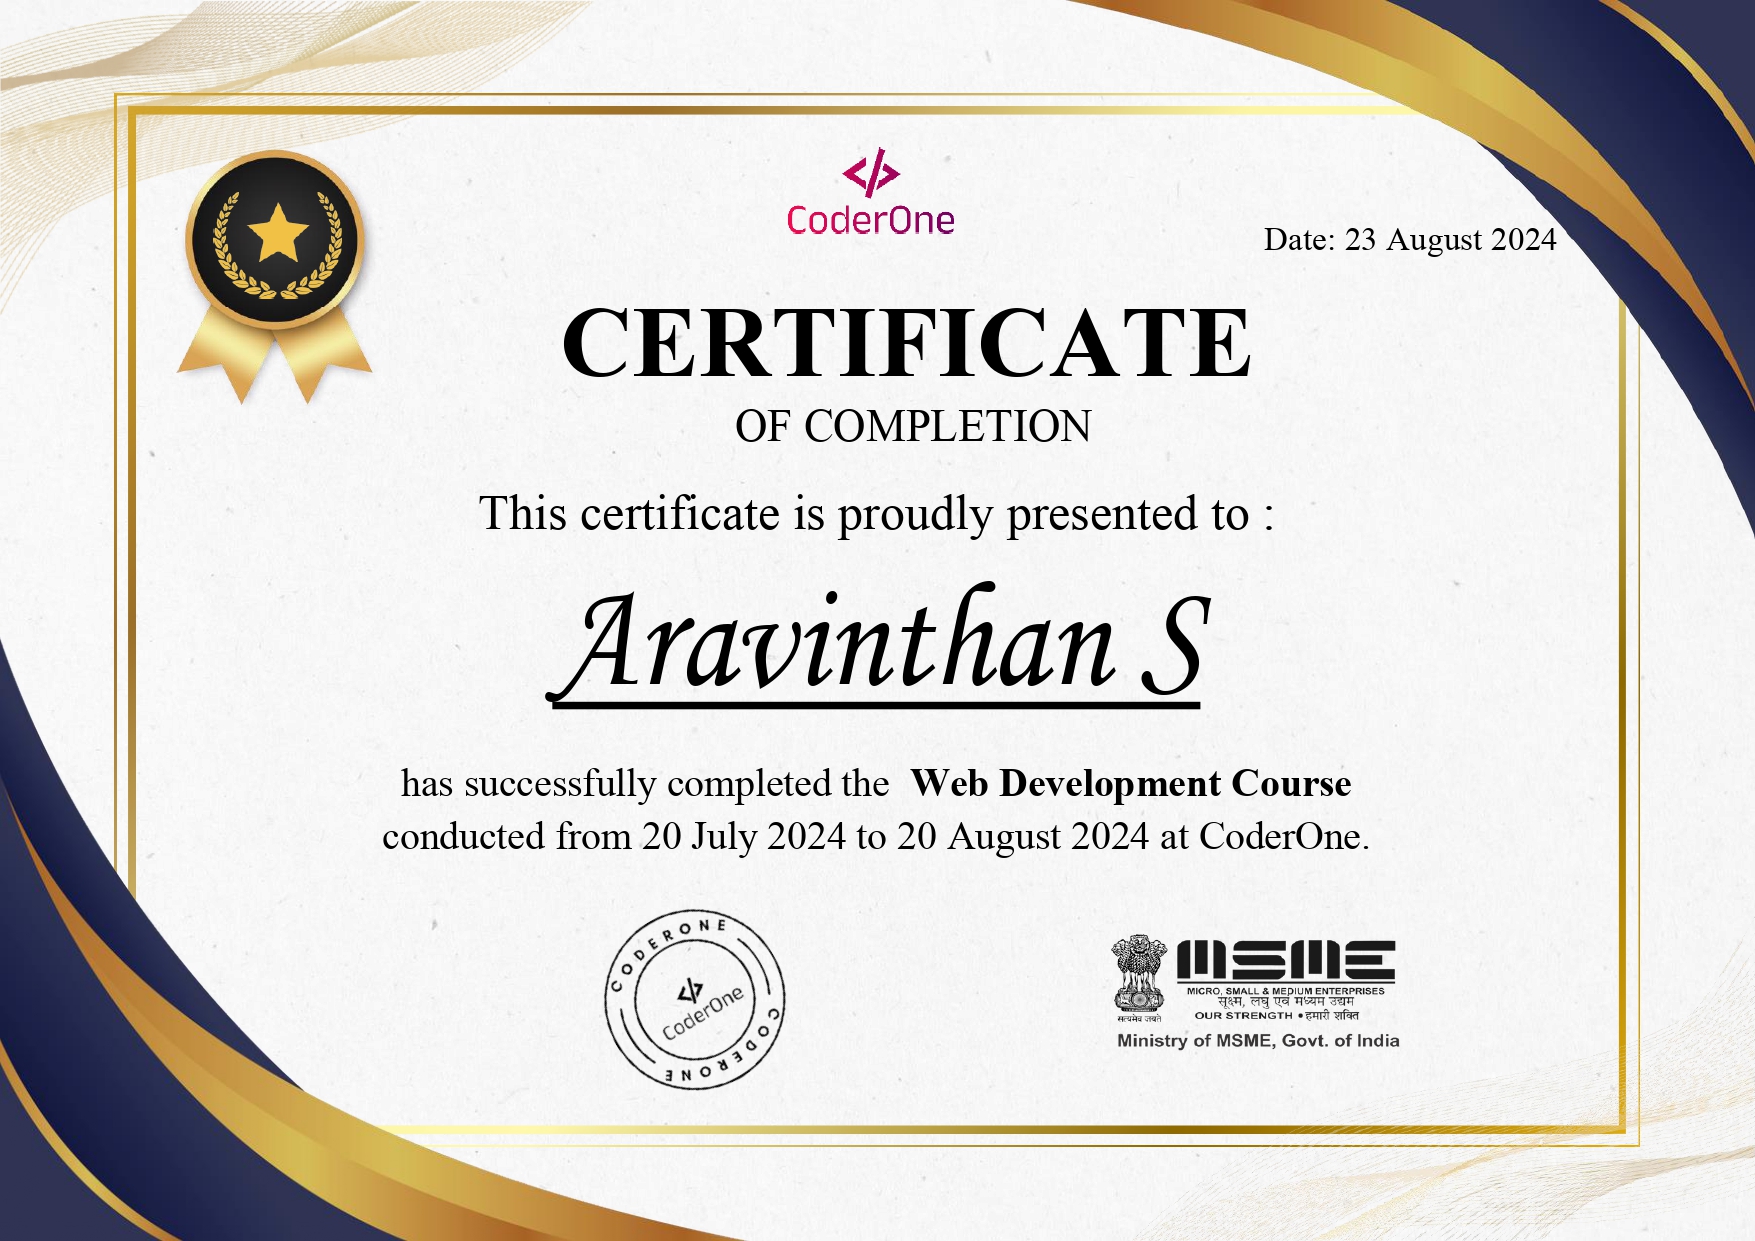 CoderOne
Date: 23 August 2024
CERTIFICATE
OF COMPLETION
This certificate is proudly presented to :
Aravinthan S
has successfully completed the Web Development Course
conducted from 20 July 2024 to 20 August 2024 at CoderOne.
CODERONE
CoderOne
CODERONE
सत्यमेव जयते
MSME
MICRO, SMALL & MEDIUM ENTERPRISES
सूक्ष्म, लघु एवं मध्यम उद्यम
OUR STRENGTH • हमारी शक्ति
Ministry of MSME, Govt. of India